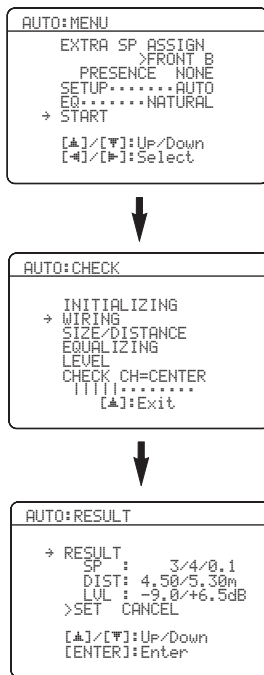 AUTO:MENU
EXTRA SP ASSIGN
>FRONT B
PRESENCE NONE
SETUP·······AUTO
EQ·······NATURAL
→ START
[▲]/[▼]:Up/Down
[◄]/[►]:Select
AUTO:CHECK
INITIALIZING
→ WIRING
SIZE/DISTANCE
EQUALIZING
LEVEL
CHECK CH=CENTER
|||||········
[▲]:Exit
AUTO:RESULT
→ RESULT
SP : 3/4/0.1
DIST: 4.50/5.30m
LVL : -9.0/+6.5dB
>SET CANCEL
[▲]/[▼]:Up/Down
[ENTER]:Enter